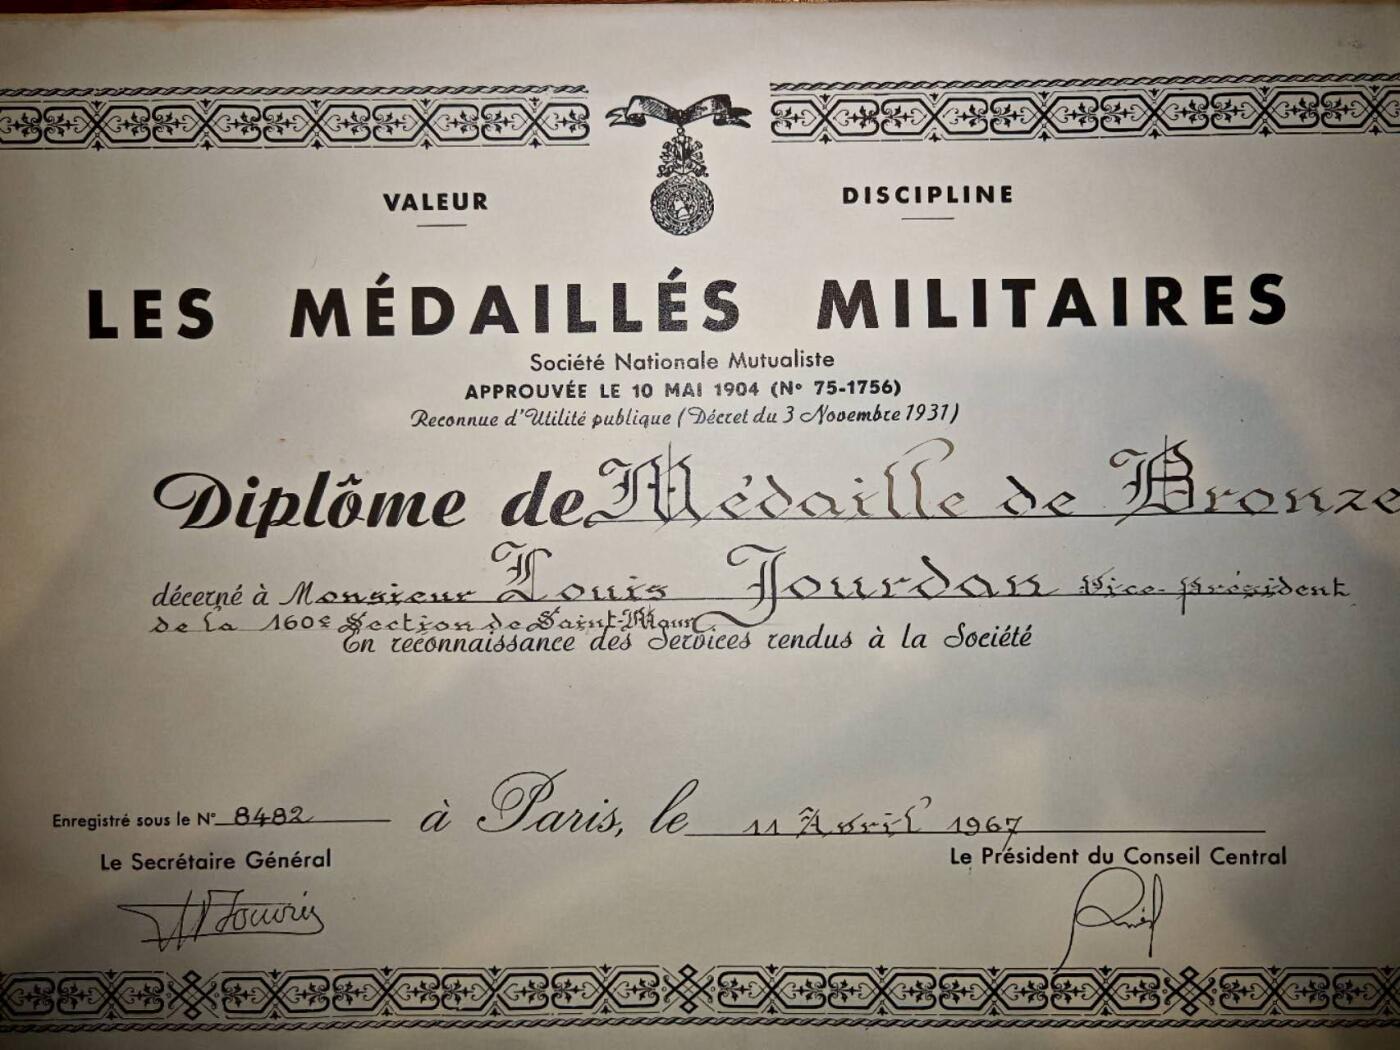 VALEUR
DISCIPLINE
LES MÉDAILLÉS MILITAIRES
Société Nationale Mutualiste
APPROUVÉE LE 10 MAI 1904 (N° 75-1756)
Reconnue d'Utilité publique (Décret du 3 Novembre 1931)
Diplôme de Médaille de Bronze
décerné à Monsieur Louis Jourdan Vice-Président
de la 160e Section de Saint-Maur
En reconnaissance des Services rendus à la Société
Enregistré sous le N° 8482 à Paris, le 11 Avril 1967
Le Secrétaire Général
Le Président du Conseil Central